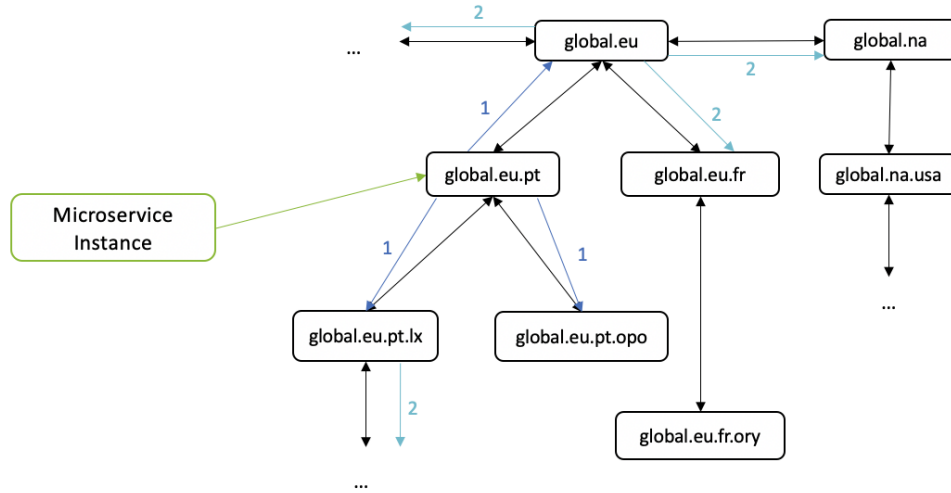 2
global.eu
global.na
...
2
1
2
global.eu.pt
global.eu.fr
global.na.usa
Microservice
Instance
1
1
...
global.eu.pt.lx
global.eu.pt.opo
2
global.eu.fr.ory
...